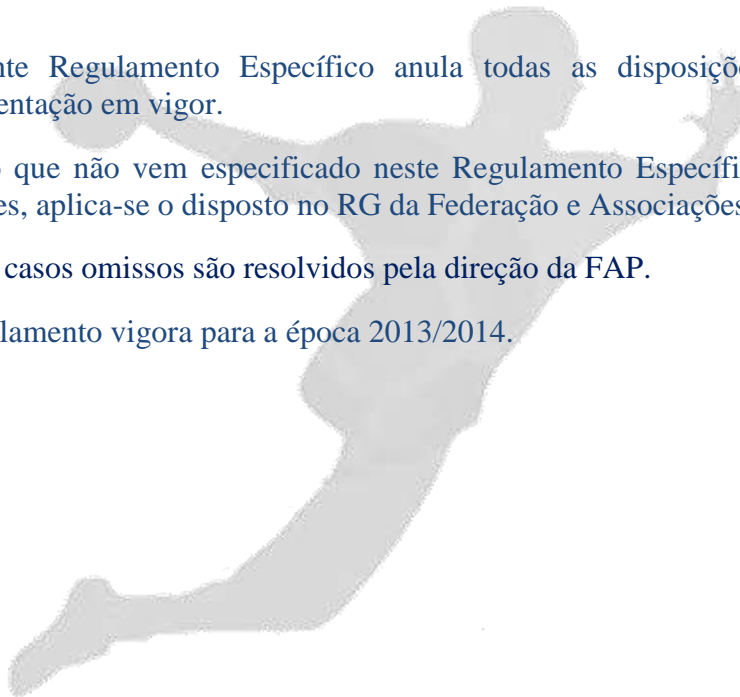 nte Regulamento Específico anula todas as disposiçõe
entação em vigor.
o que não vem especificado neste Regulamento Específi
es, aplica-se o disposto no RG da Federação e Associações
casos omissos são resolvidos pela direção da FAP.
lamento vigora para a época 2013/2014.